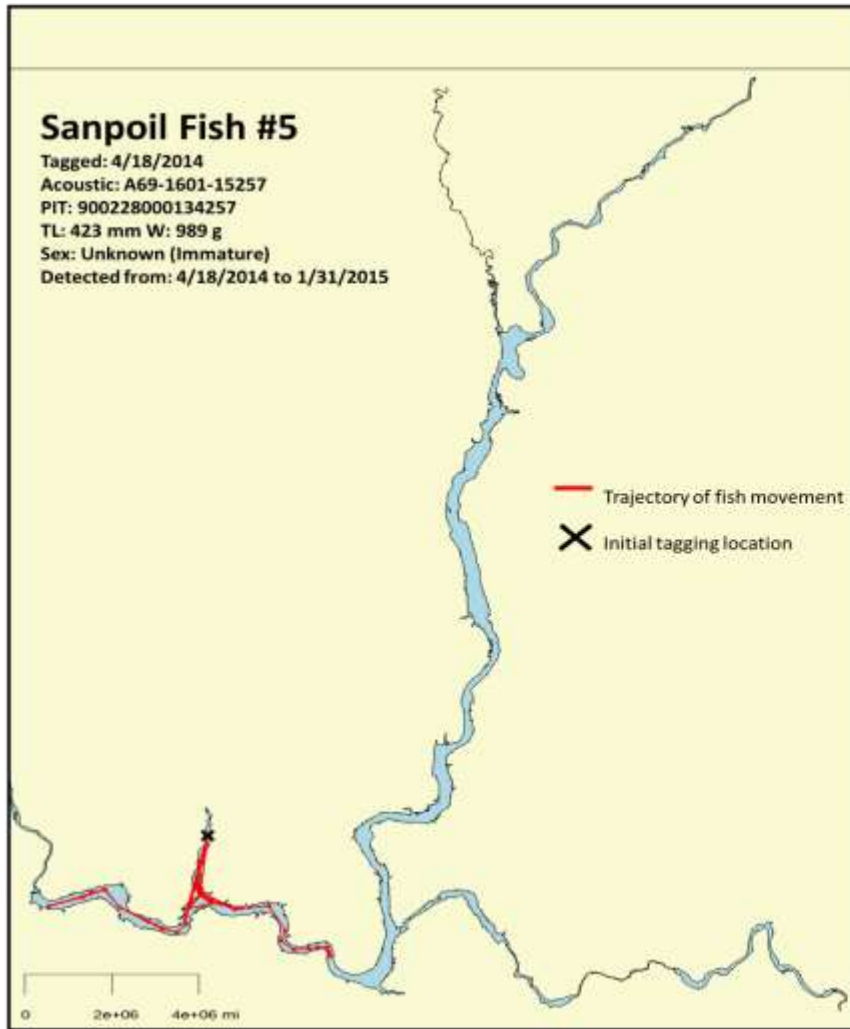 Sanpoil Fish #5
Tagged: 4/18/2014
Acoustic: A69-1601-15257
PIT: 900228000134257
TL: 423 mm W: 989 g
Sex: Unknown (Immature)
Detected from: 4/18/2014 to 1/31/2015
Trajectory of fish movement
Initial tagging location
0 2e+06 4e+06 mi